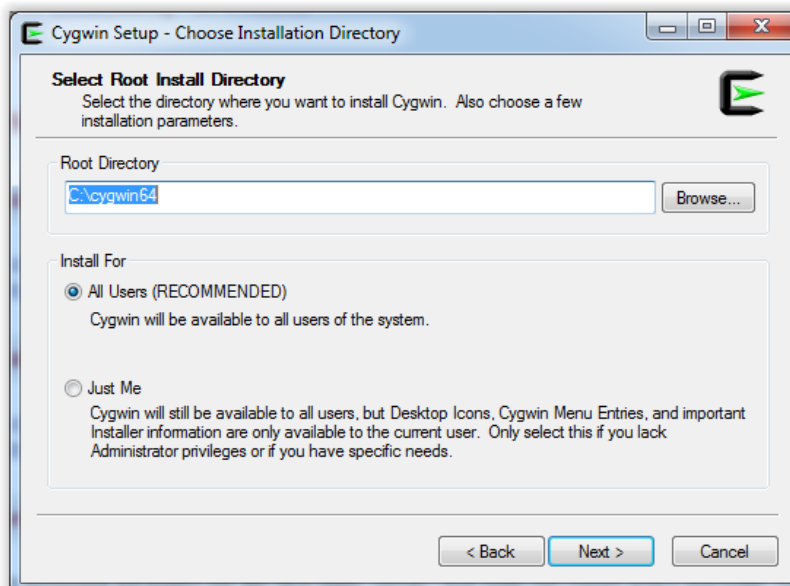 Cygwin Setup - Choose Installation Directory
Select Root Install Directory
Select the directory where you want to install Cygwin. Also choose a few
installation parameters.
Root Directory
C:\cygwin64
Browse...
Install For
All Users (RECOMMENDED)
Cygwin will be available to all users of the system.
Just Me
Cygwin will still be available to all users, but Desktop Icons, Cygwin Menu Entries, and important
Installer information are only available to the current user. Only select this if you lack
Administrator privileges or if you have specific needs.
< Back
Next >
Cancel